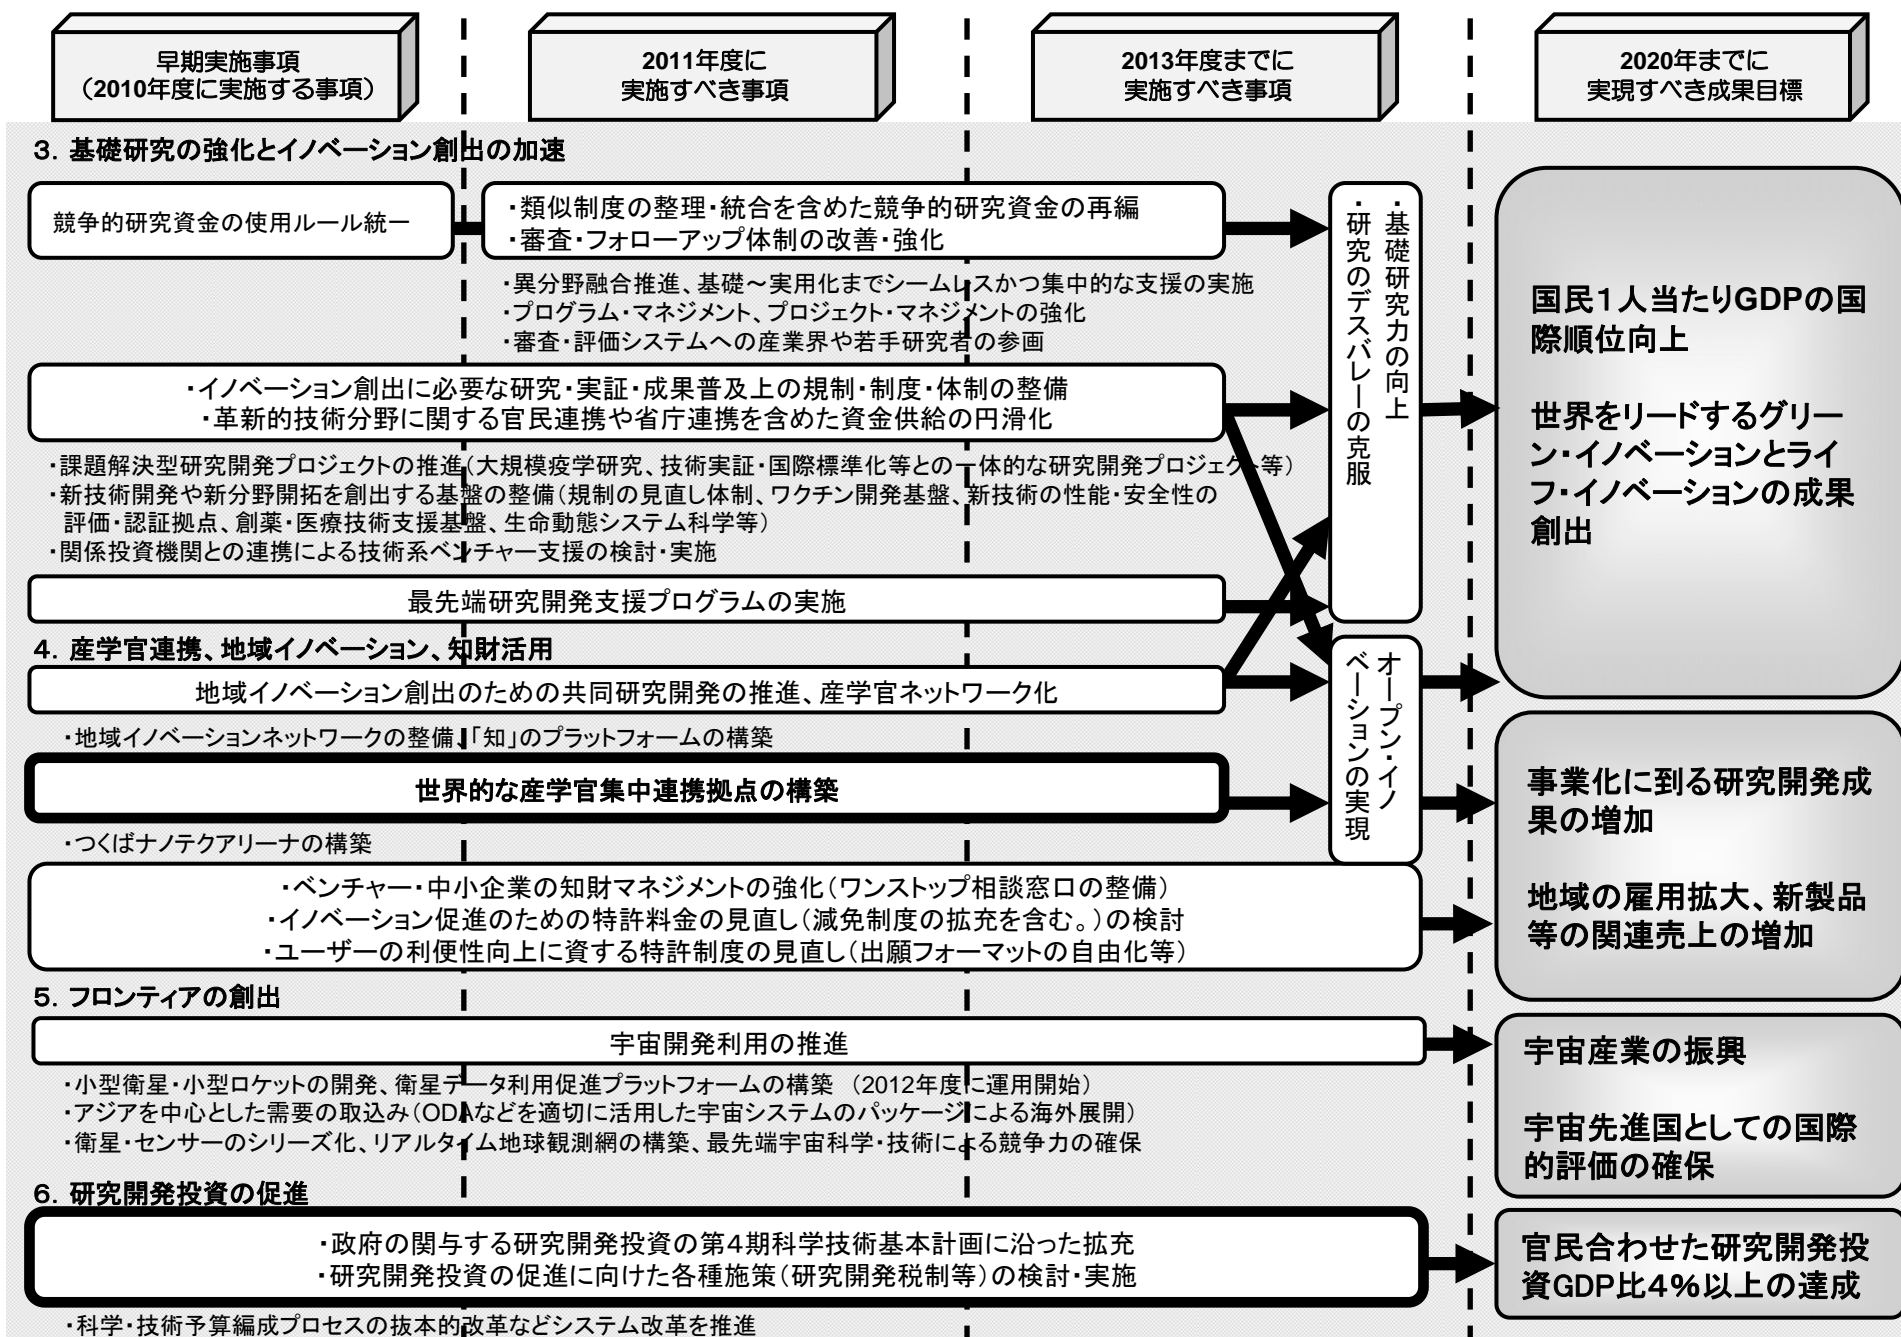 早期実施事項
（2010年度に実施する事項）
2011年度に
実施すべき事項
2013年度までに
実施すべき事項
2020年までに
実現すべき成果目標
３．基礎研究の強化とイノベーション創出の加速
競争的研究資金の使用ルール統一
・類似制度の整理・統合を含めた競争的研究資金の再編
・審査・フォローアップ体制の改善・強化
・異分野融合推進、基礎～実用化までシームレスかつ集中的な支援の実施
・プログラム・マネジメント、プロジェクト・マネジメントの強化
・審査・評価システムへの産業界や若手研究者の参画
・イノベーション創出に必要な研究・実証・成果普及上の規制・制度・体制の整備
・革新的技術分野に関する官民連携や省庁連携を含めた資金供給の円滑化
・課題解決型研究開発プロジェクトの推進（大規模疫学研究、技術実証・国際標準化等との一体的な研究開発プロジェクト等）
・新技術開発や新分野開拓を創出する基盤の整備（規制の見直し体制、ワクチン開発基盤、新技術の性能・安全性の
評価・認証拠点、創薬・医療技術支援基盤、生命動態システム科学等）
・関係投資機関との連携による技術系ベンチャー支援の検討・実施
最先端研究開発支援プログラムの実施
・基礎研究力の向上
・研究のデスバレーの克服
国民１人当たりGDPの国
際順位向上
世界をリードするグリー
ン・イノベーションとライ
フ・イノベーションの成果
創出
４．産学官連携、地域イノベーション、知財活用
地域イノベーション創出のための共同研究開発の推進、産学官ネットワーク化
・地域イノベーションネットワークの整備、「知」のプラットフォームの構築
世界的な産学官集中連携拠点の構築
・つくばナノテクアリーナの構築
オープン・イノ
ベーションの実現
・ベンチャー・中小企業の知財マネジメントの強化（ワンストップ相談窓口の整備）
・イノベーション促進のための特許料金の見直し（減免制度の拡充を含む。）の検討
・ユーザーの利便性向上に資する特許制度の見直し（出願フォーマットの自由化等）
事業化に到る研究開発成
果の増加
地域の雇用拡大、新製品
等の関連売上の増加
５．フロンティアの創出
宇宙開発利用の推進
・小型衛星・小型ロケットの開発、衛星データ利用促進プラットフォームの構築 （2012年度に運用開始）
・アジアを中心とした需要の取込み（ODAなどを適切に活用した宇宙システムのパッケージによる海外展開）
・衛星・センサーのシリーズ化、リアルタイム地球観測網の構築、最先端宇宙科学・技術による競争力の確保
宇宙産業の振興
宇宙先進国としての国際
的評価の確保
６．研究開発投資の促進
・政府の関与する研究開発投資の第４期科学技術基本計画に沿った拡充
・研究開発投資の促進に向けた各種施策（研究開発税制等）の検討・実施
・科学・技術予算編成プロセスの抜本的改革などシステム改革を推進
官民合わせた研究開発投
資GDP比４％以上の達成